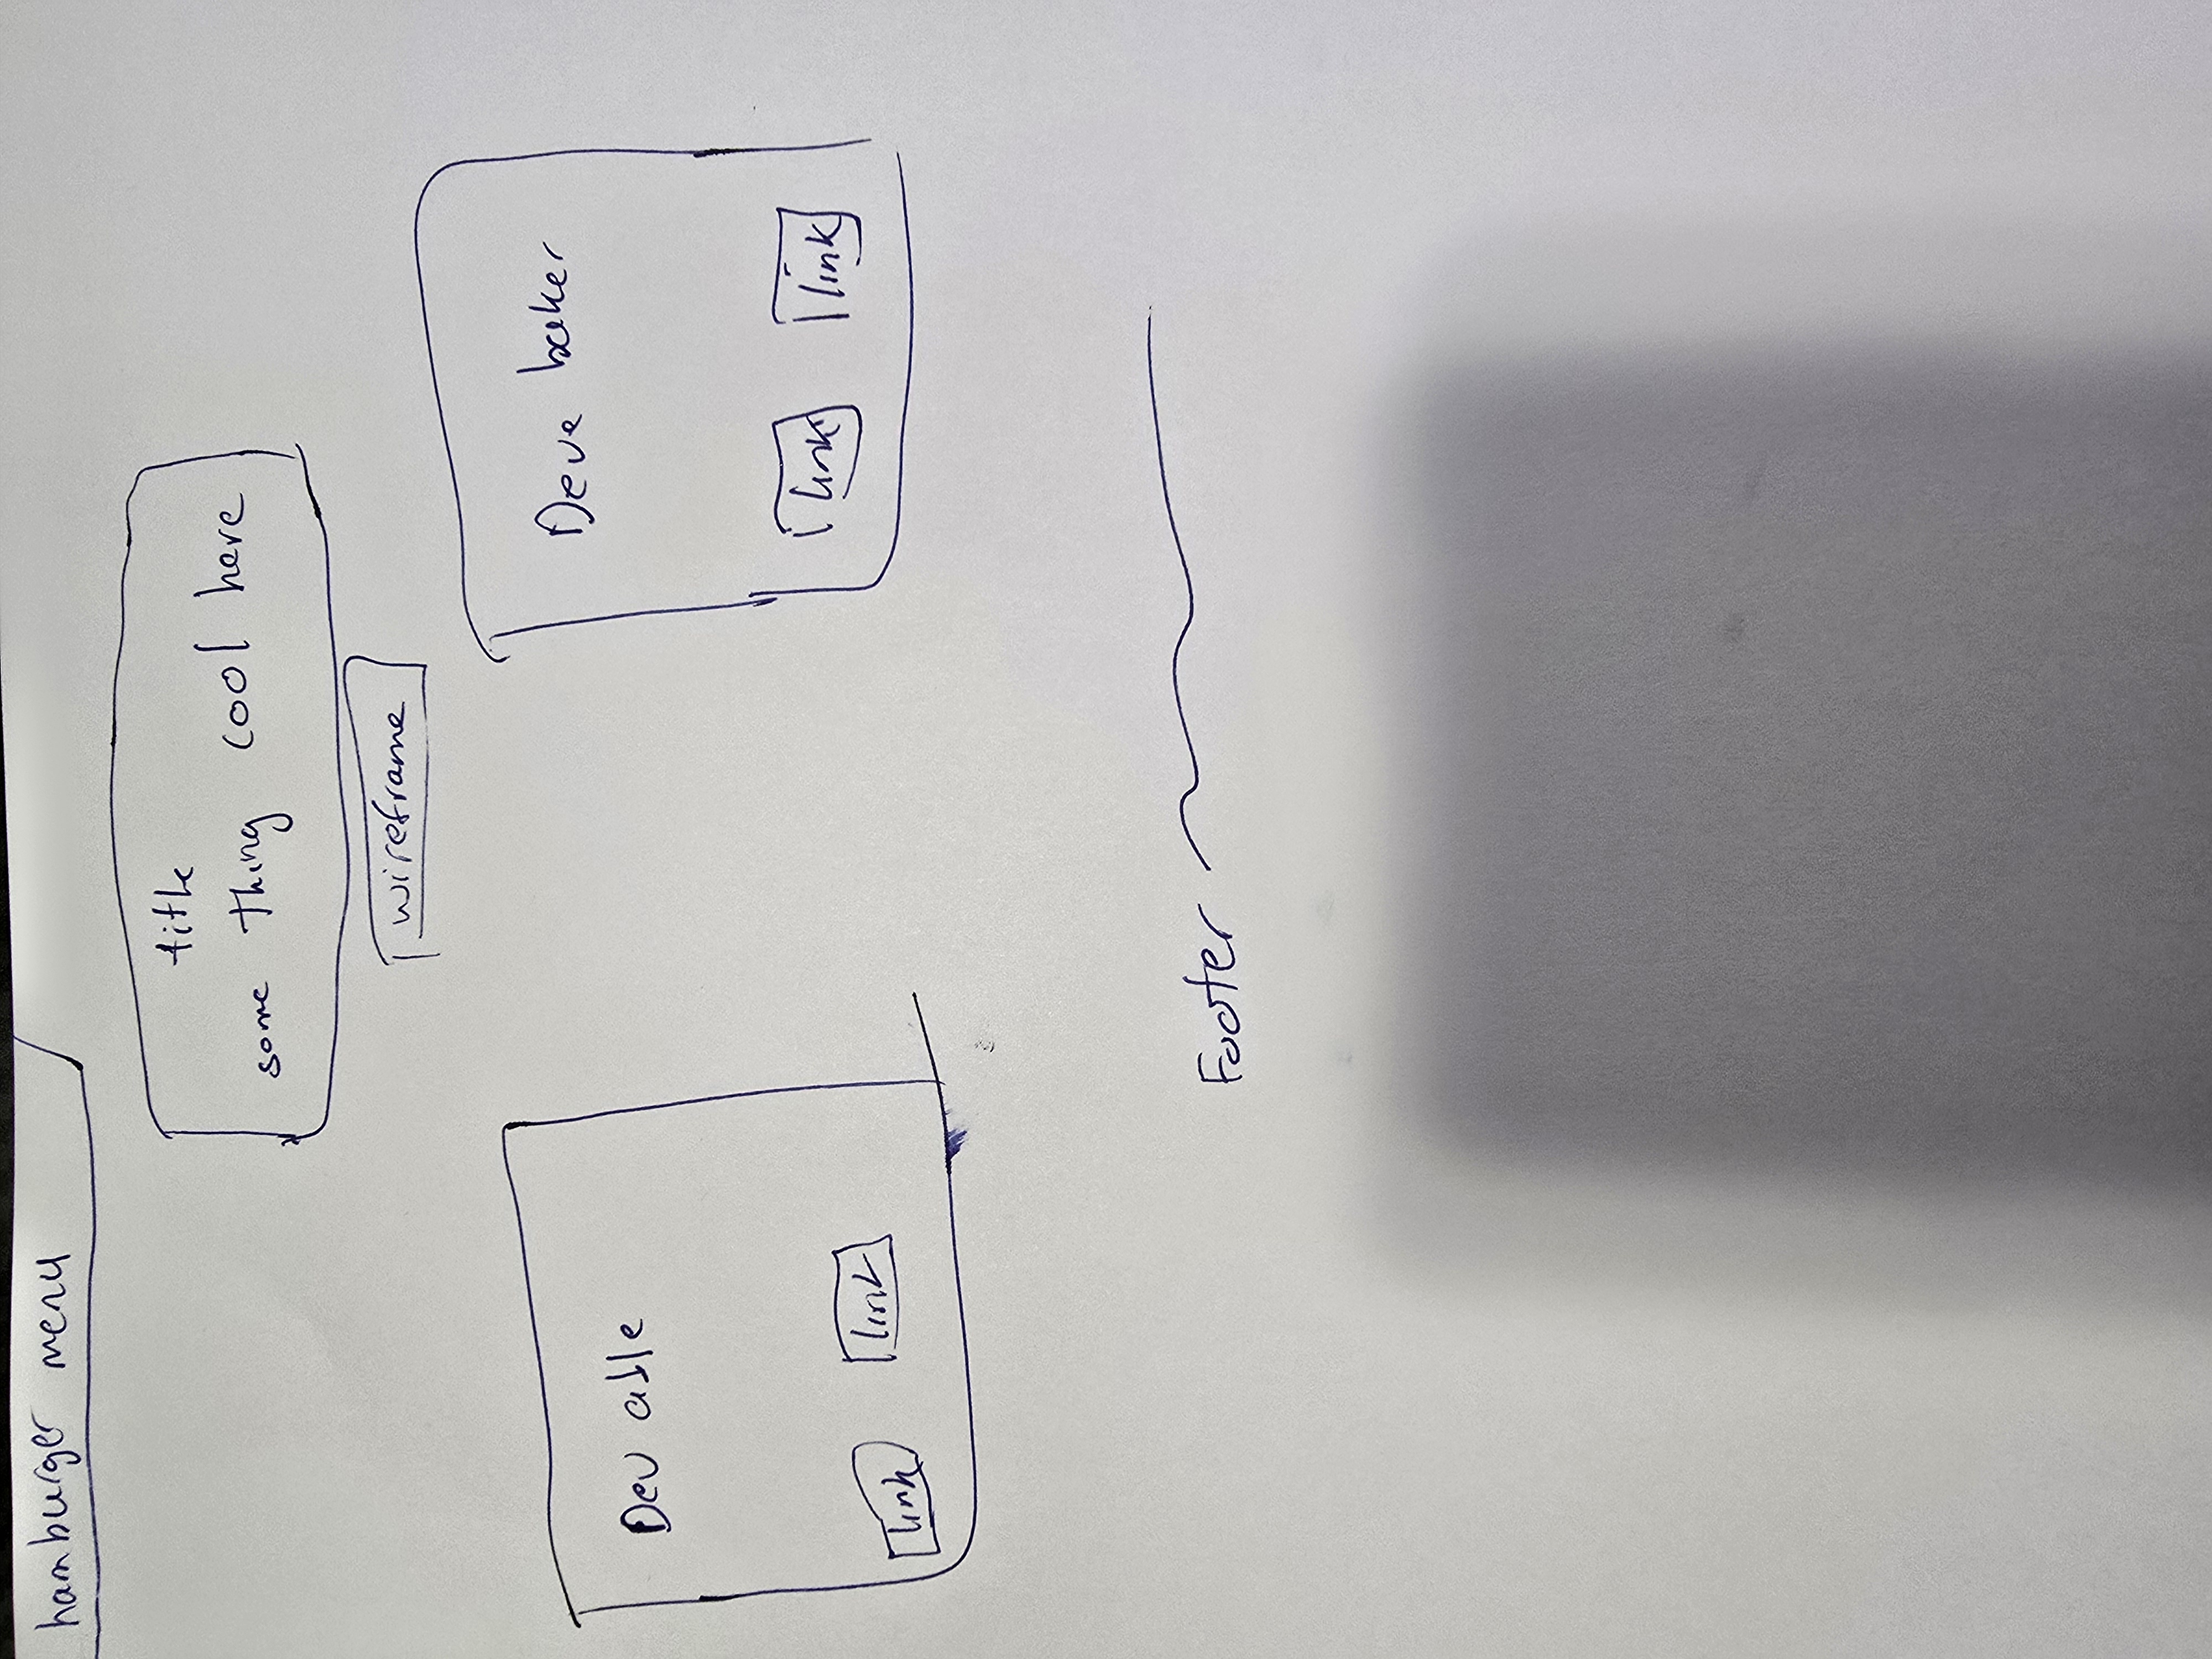 hamburger menu
title
some thing cool here
wireframe
Dev able
link link
Deve baker
link link
Footer